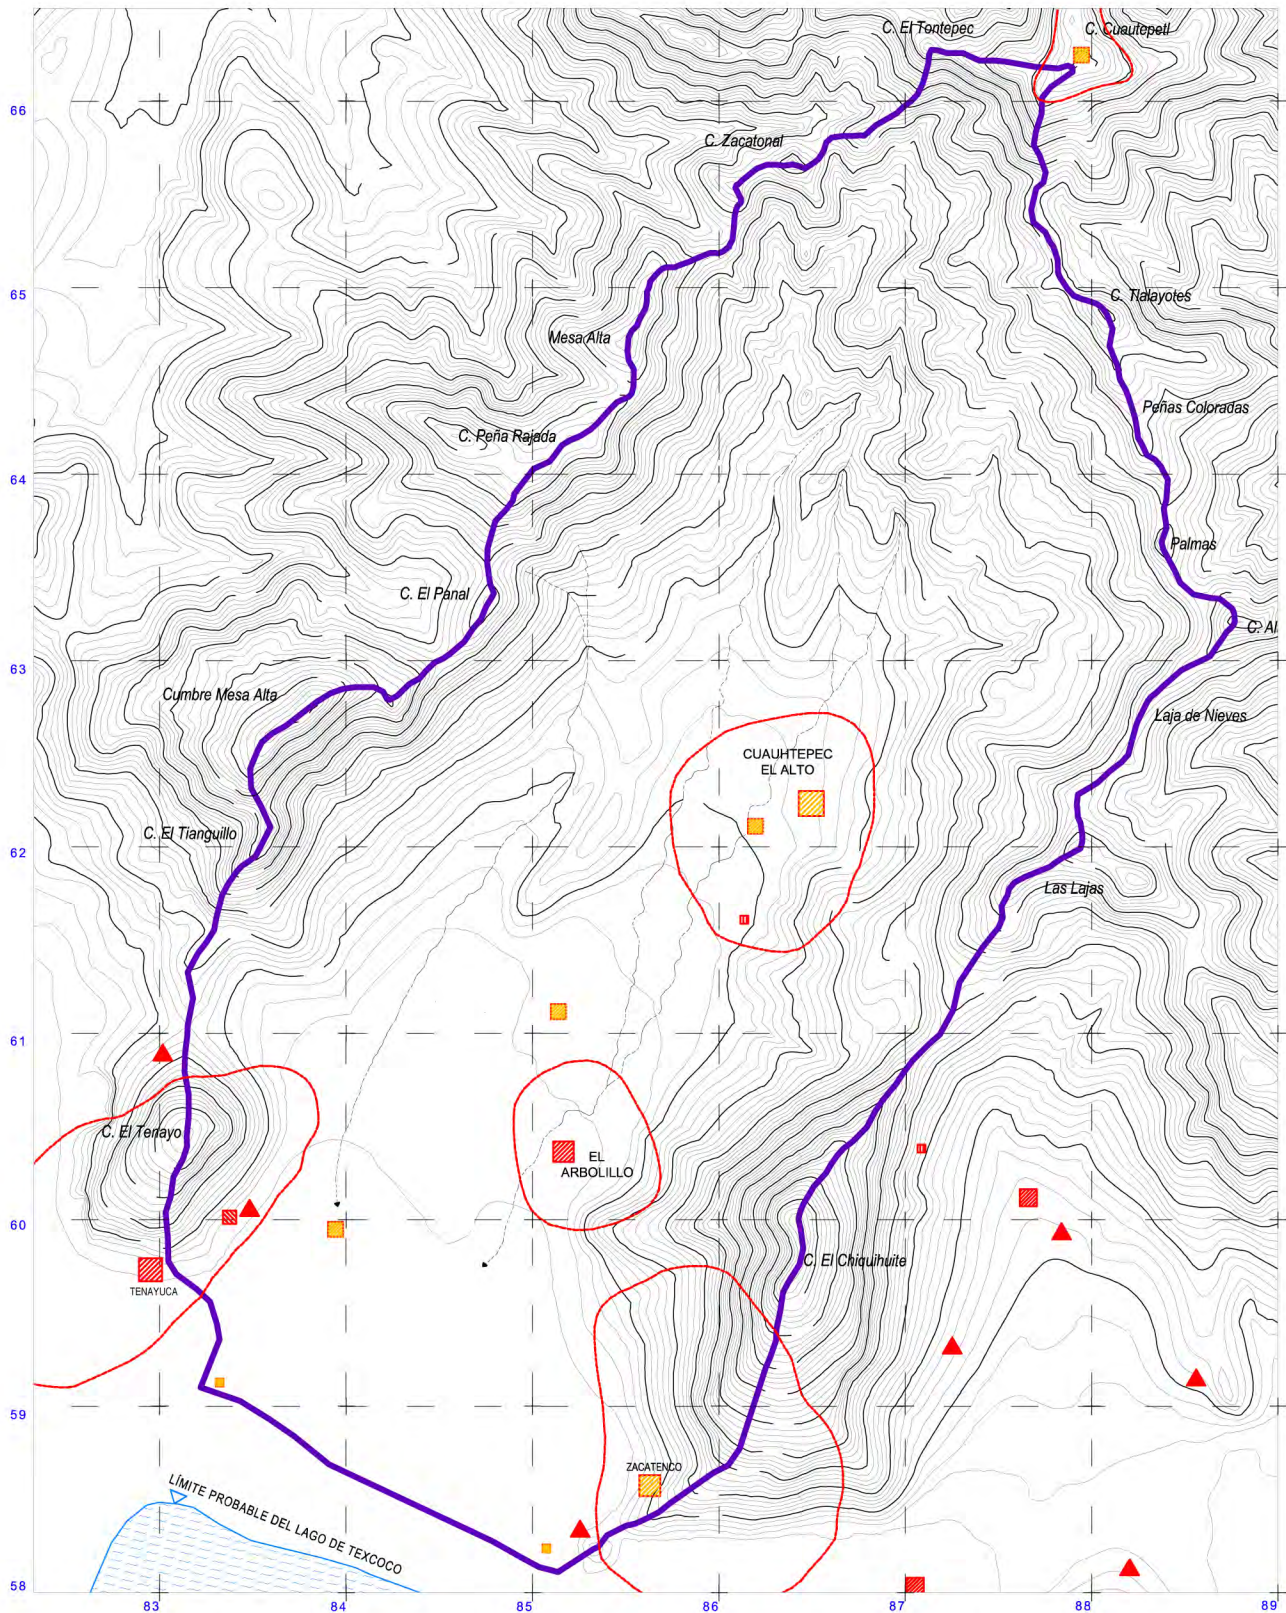 C. El Tontepec
C. Cuautepetl
66
C. Zacatonal
65
C. Tlalayotes
Mesa Alta
Peñas Coloradas
C. Peña Rajada
64
Palmas
C. El Panal
C. Al
63
Cumbre Mesa Alta
Laja de Nieves
CUAUHTEPEC
EL ALTO
C. El Tianguillo
62
Las Lajas
61
C. El Tenayo
EL
ARBOLILLO
60
C. El Chiquihuite
TENAYUCA
59
ZACATENCO
LÍMITE PROBABLE DEL LAGO DE TEXCOCO
58
83 84 85 86 87 88 89